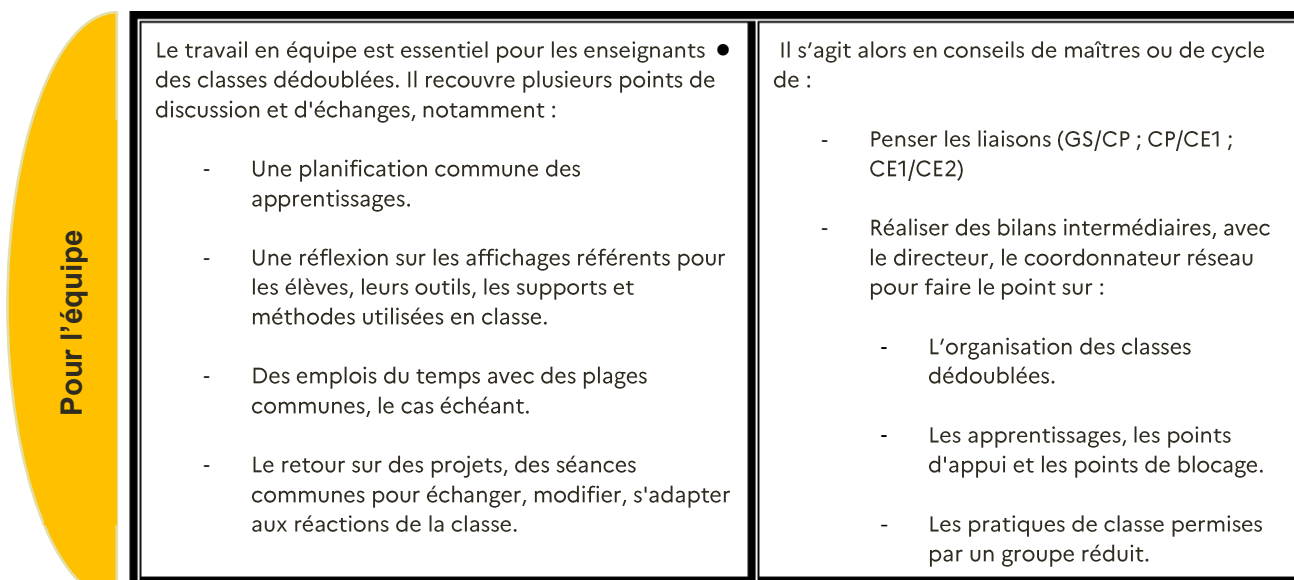 Pour l'équipe
Le travail en équipe est essentiel pour les enseignants ●
des classes dédoublées. Il recouvre plusieurs points de
discussion et d'échanges, notamment :
- Une planification commune des
apprentissages.
- Une réflexion sur les affichages référents pour
les élèves, leurs outils, les supports et
méthodes utilisées en classe.
- Des emplois du temps avec des plages
communes, le cas échéant.
- Le retour sur des projets, des séances
communes pour échanger, modifier, s'adapter
aux réactions de la classe.
Il s’agit alors en conseils de maîtres ou de cycle
de :
- Penser les liaisons (GS/CP ; CP/CE1 ;
CE1/CE2)
- Réaliser des bilans intermédiaires, avec
le directeur, le coordonnateur réseau
pour faire le point sur :
- L’organisation des classes
dédoublées.
- Les apprentissages, les points
d'appui et les points de blocage.
- Les pratiques de classe permises
par un groupe réduit.